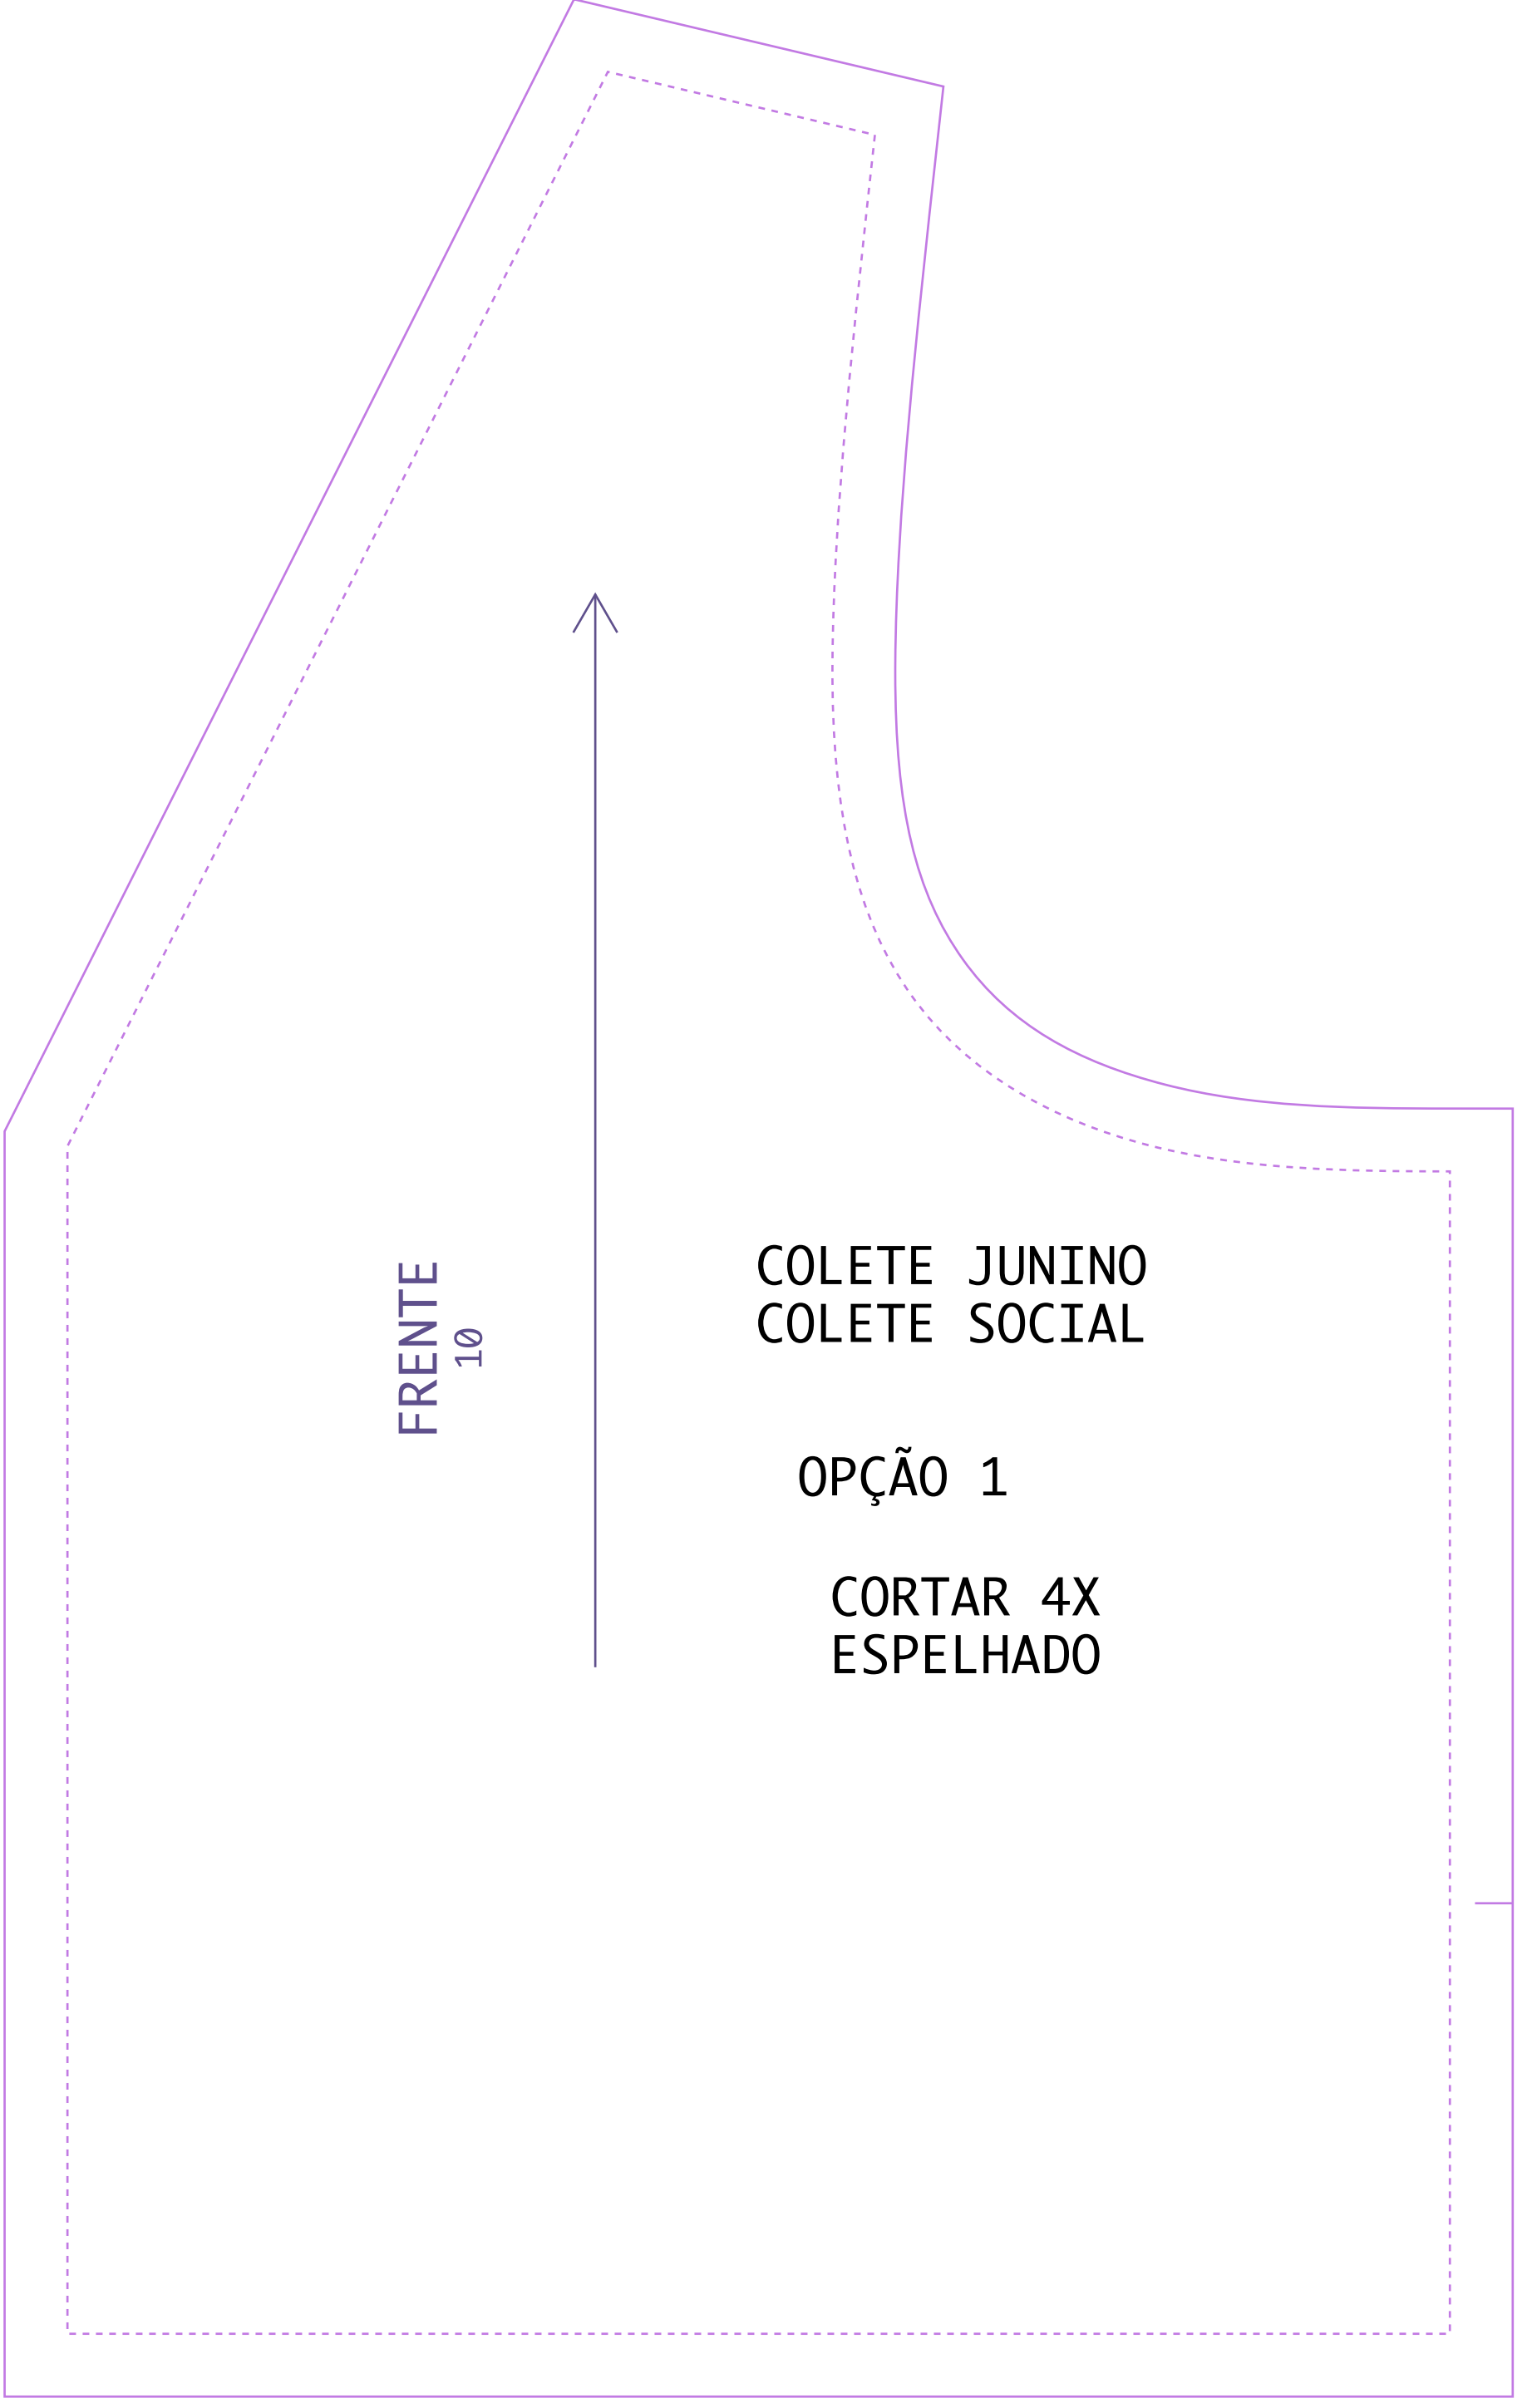 FRENTE
10
COLETE JUNINO
COLETE SOCIAL
OPÇÃO 1
CORTAR 4X
ESPELHADO